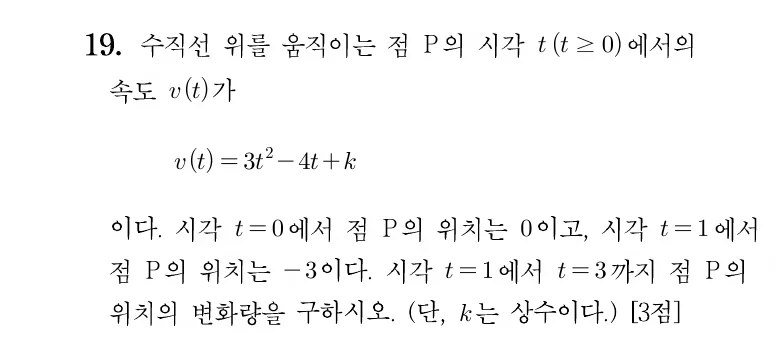 19. 수직선 위를 움직이는 점 P의 시각 t(t ≥ 0)에서의
속도 v(t)가
v(t)=3t²−4t+k
이다. 시각 t=0에서 점 P의 위치는 0이고, 시각 t=1에서
점 P의 위치는 −3이다. 시각 t=1에서 t=3까지 점 P의
위치의 변화량을 구하시오. (단, k는 상수이다.) [3점]